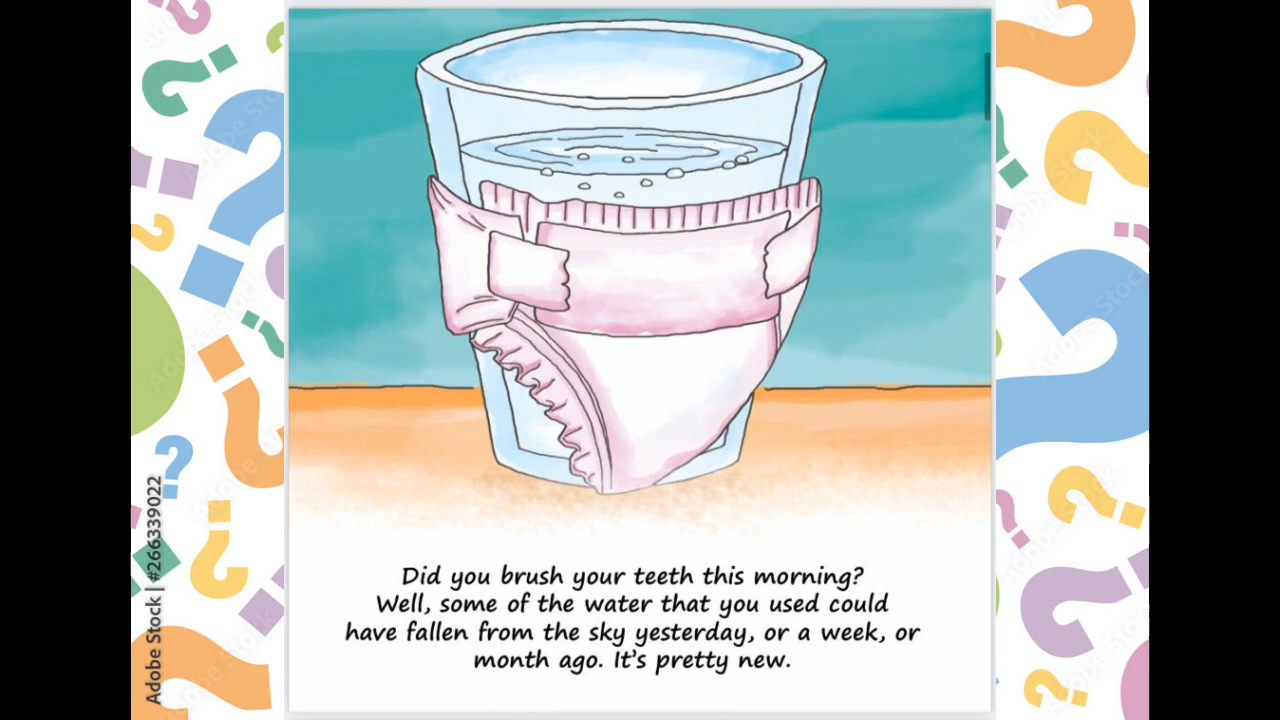 Did you brush your teeth this morning?
Well, some of the water that you used could
have fallen from the sky yesterday, or a week, or
month ago. It's pretty new.
Adobe Stock | #266339022